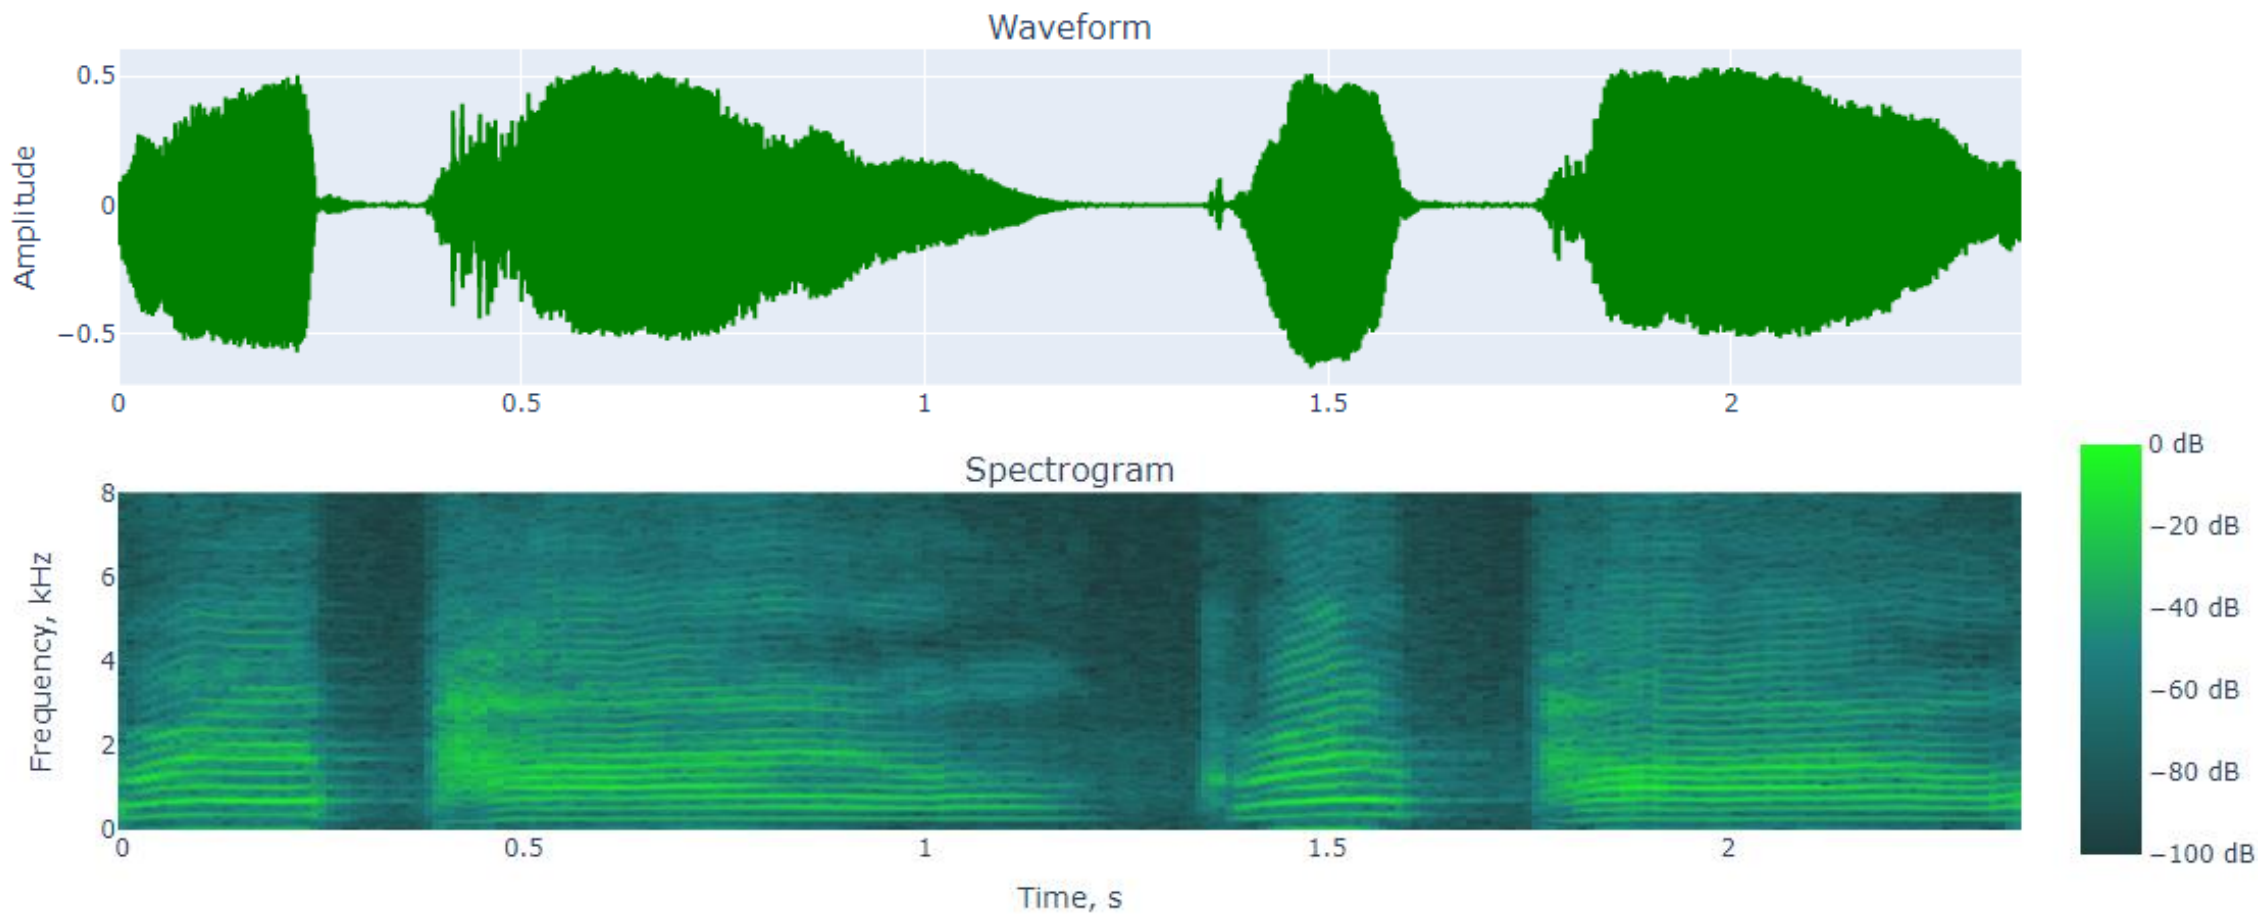 Waveform
Amplitude
0.5
0
−0.5
0 0.5 1 1.5 2
Spectrogram
Frequency, kHz
8
6
4
2
0
0 0.5 1 1.5 2
Time, s
0 dB
−20 dB
−40 dB
−60 dB
−80 dB
−100 dB